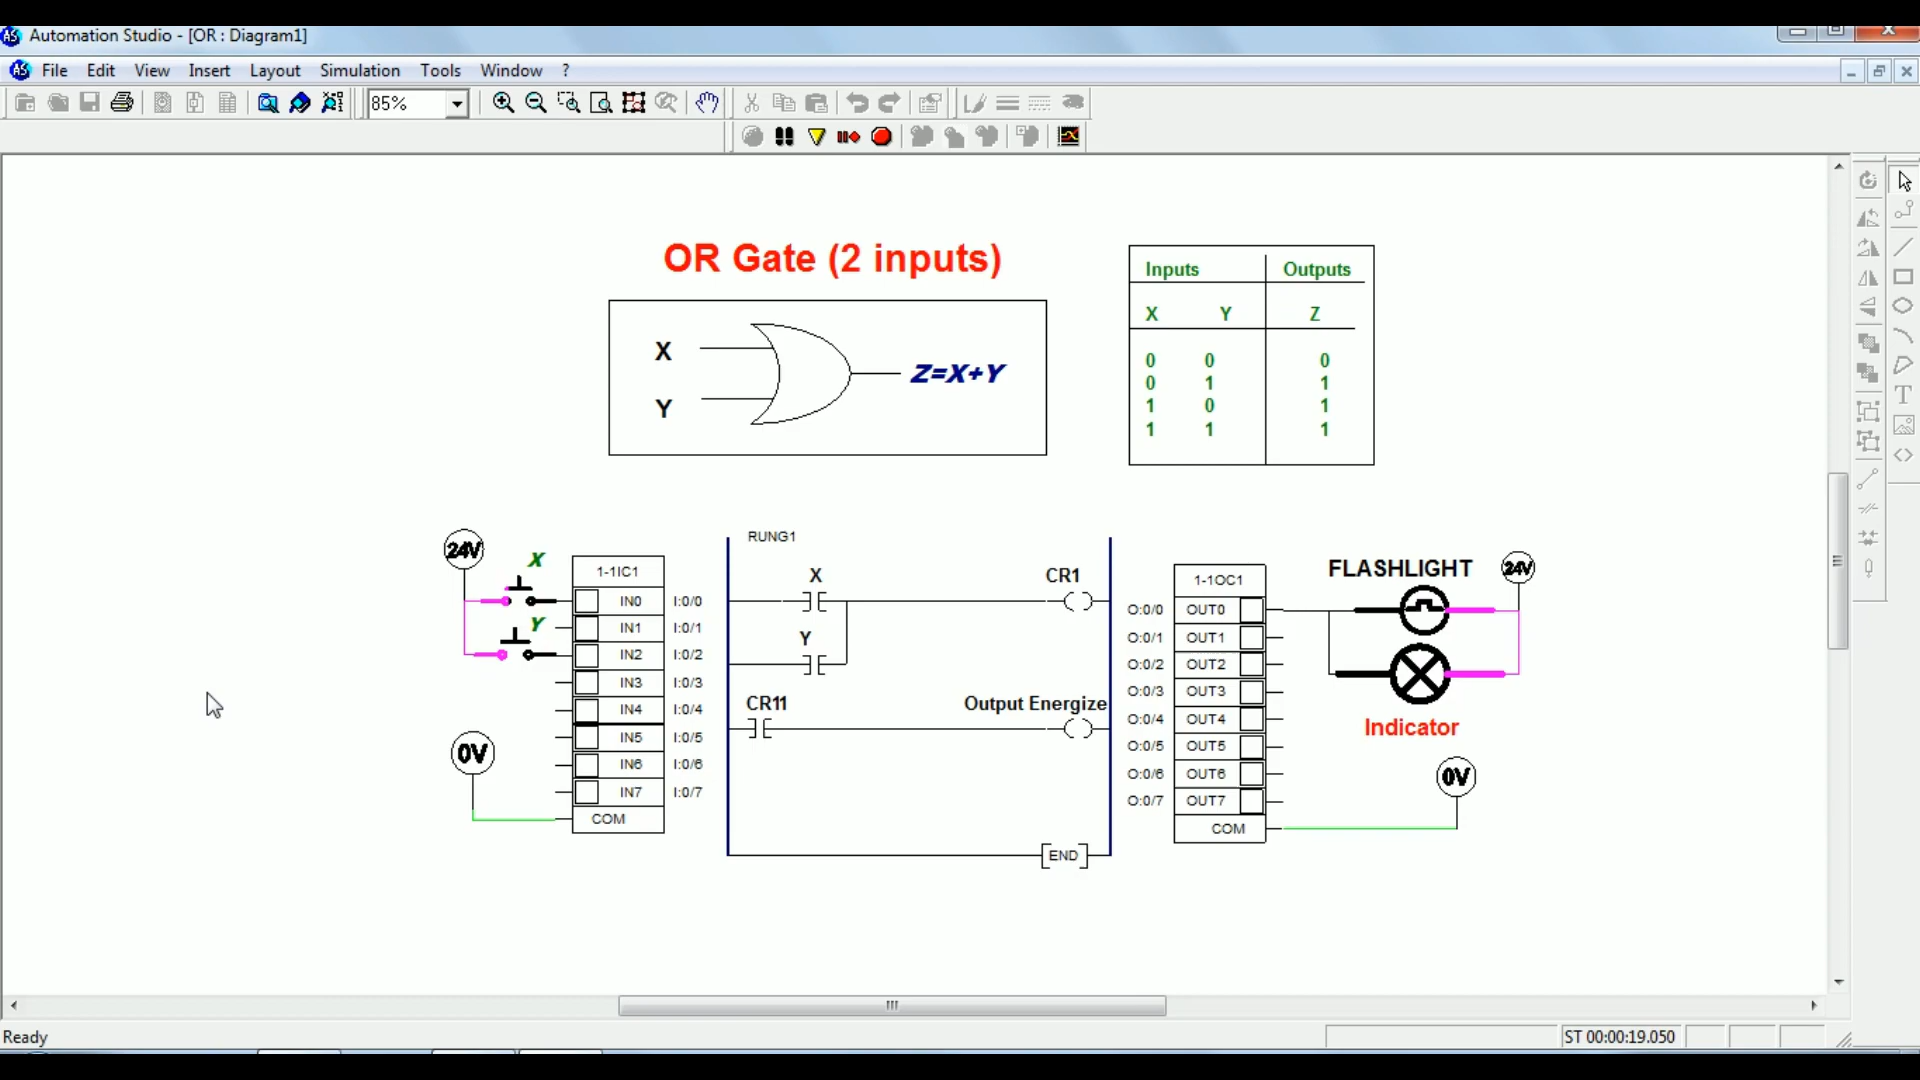 Automation Studio - [OR : Diagram1]
File Edit View Insert Layout Simulation Tools Window ?
85%
OR Gate (2 inputs)
X
Y
Z=X+Y
Inputs Outputs
X Y Z
0 0 0
0 1 1
1 0 1
1 1 1
24V
X
Y
0V
1-1IC1
IN0 I:0/0
IN1 I:0/1
IN2 I:0/2
IN3 I:0/3
IN4 I:0/4
IN5 I:0/5
IN6 I:0/6
IN7 I:0/7
COM
RUNG1
X CR1
Y
CR11 Output Energize
END
1-1OC1
O:0/0 OUT0
O:0/1 OUT1
O:0/2 OUT2
O:0/3 OUT3
O:0/4 OUT4
O:0/5 OUT5
O:0/6 OUT6
O:0/7 OUT7
COM
FLASHLIGHT 24V
Indicator
0V
Ready
ST 00:00:19.050